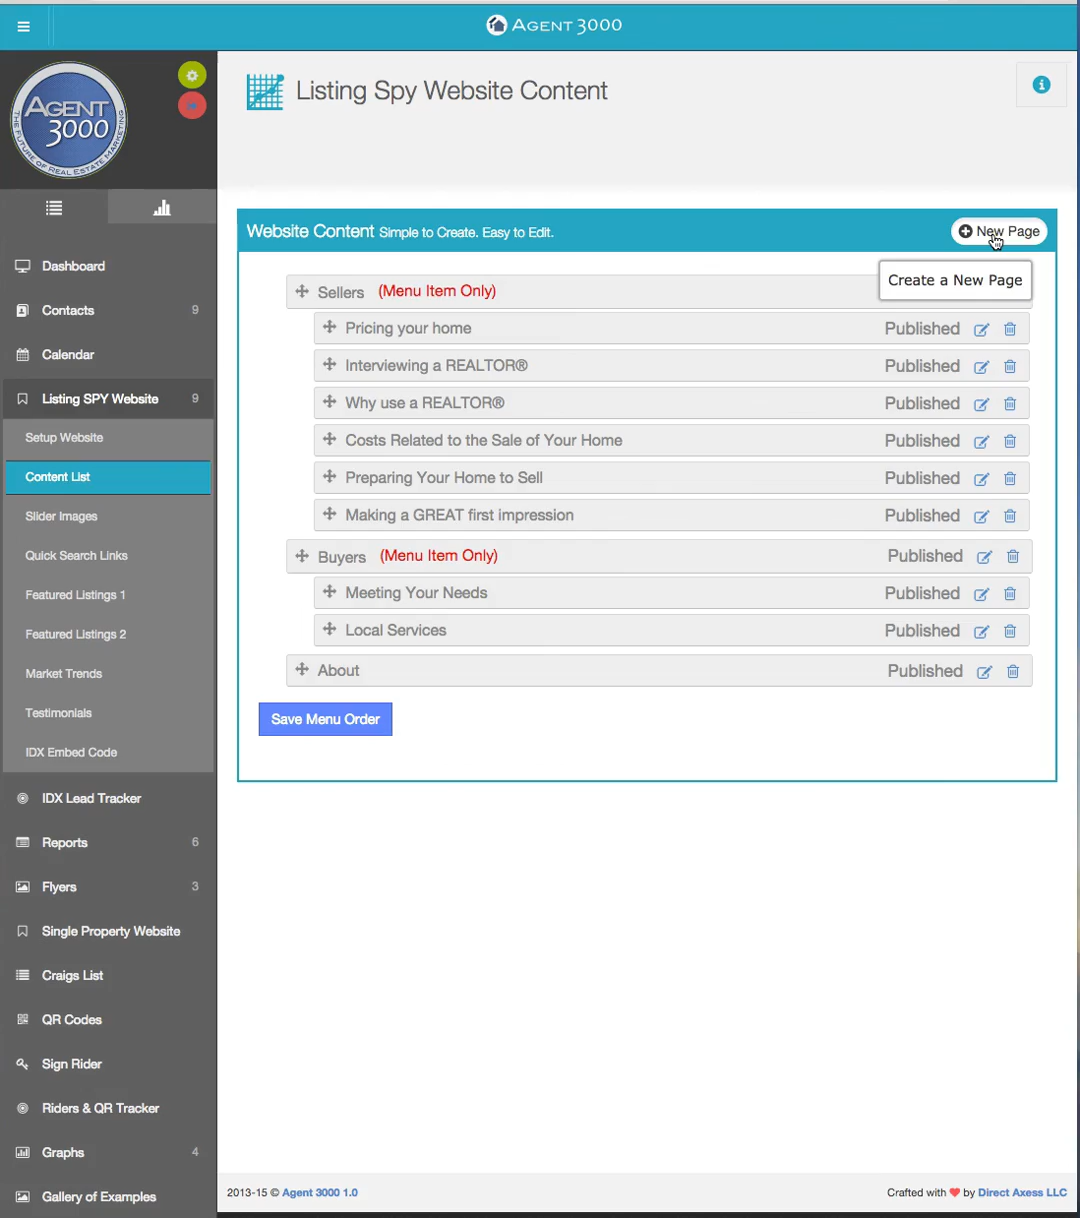 AGENT 3000
AGENT
3000
THE FUTURE OF REAL ESTATE MARKETING
Listing Spy Website Content
Dashboard
Contacts 9
Calendar
Listing SPY Website 9
Setup Website
Content List
Slider Images
Quick Search Links
Featured Listings 1
Featured Listings 2
Market Trends
Testimonials
IDX Embed Code
IDX Lead Tracker
Reports 6
Flyers 3
Single Property Website
Craigs List
QR Codes
Sign Rider
Riders & QR Tracker
Graphs 4
Gallery of Examples
Website Content Simple to Create. Easy to Edit.
New Page
Create a New Page
Sellers (Menu Item Only)
Pricing your home Published
Interviewing a REALTOR® Published
Why use a REALTOR® Published
Costs Related to the Sale of Your Home Published
Preparing Your Home to Sell Published
Making a GREAT first impression Published
Buyers (Menu Item Only) Published
Meeting Your Needs Published
Local Services Published
About Published
Save Menu Order
2013-15 © Agent 3000 1.0
Crafted with ❤ by Direct Axess LLC